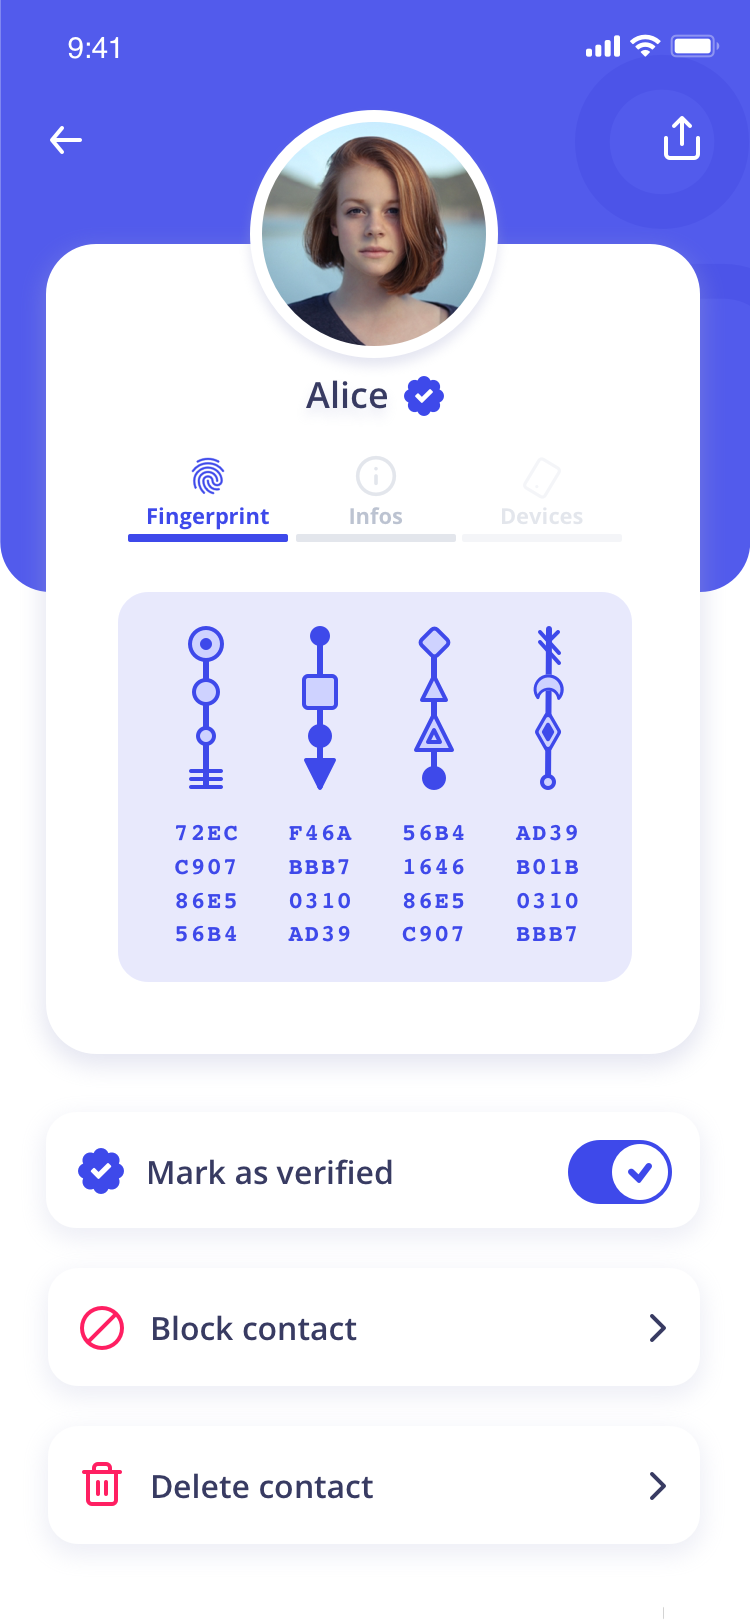 9:41
Alice
Fingerprint Infos Devices
72EC F46A 56B4 AD39
C907 BBB7 1646 B01B
86E5 0310 86E5 0310
56B4 AD39 C907 BBB7
Mark as verified
Block contact
Delete contact